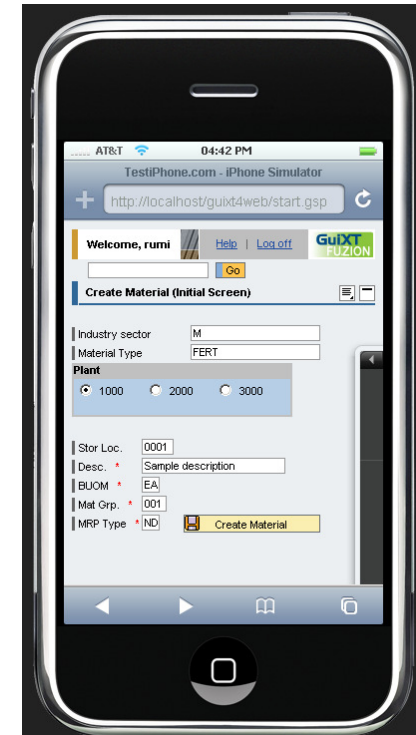 AT&T 04:42 PM
TestiPhone.com - iPhone Simulator
http://localhost/guixt4web/start.gsp
Welcome, rumi Help | Log off GuiXT FUZION
Go
Create Material (Initial Screen)
Industry sector M
Material Type FERT
Plant
1000 2000 3000
Stor Loc. 0001
Desc. * Sample description
BUOM * EA
Mat Grp. * 001
MRP Type * ND Create Material